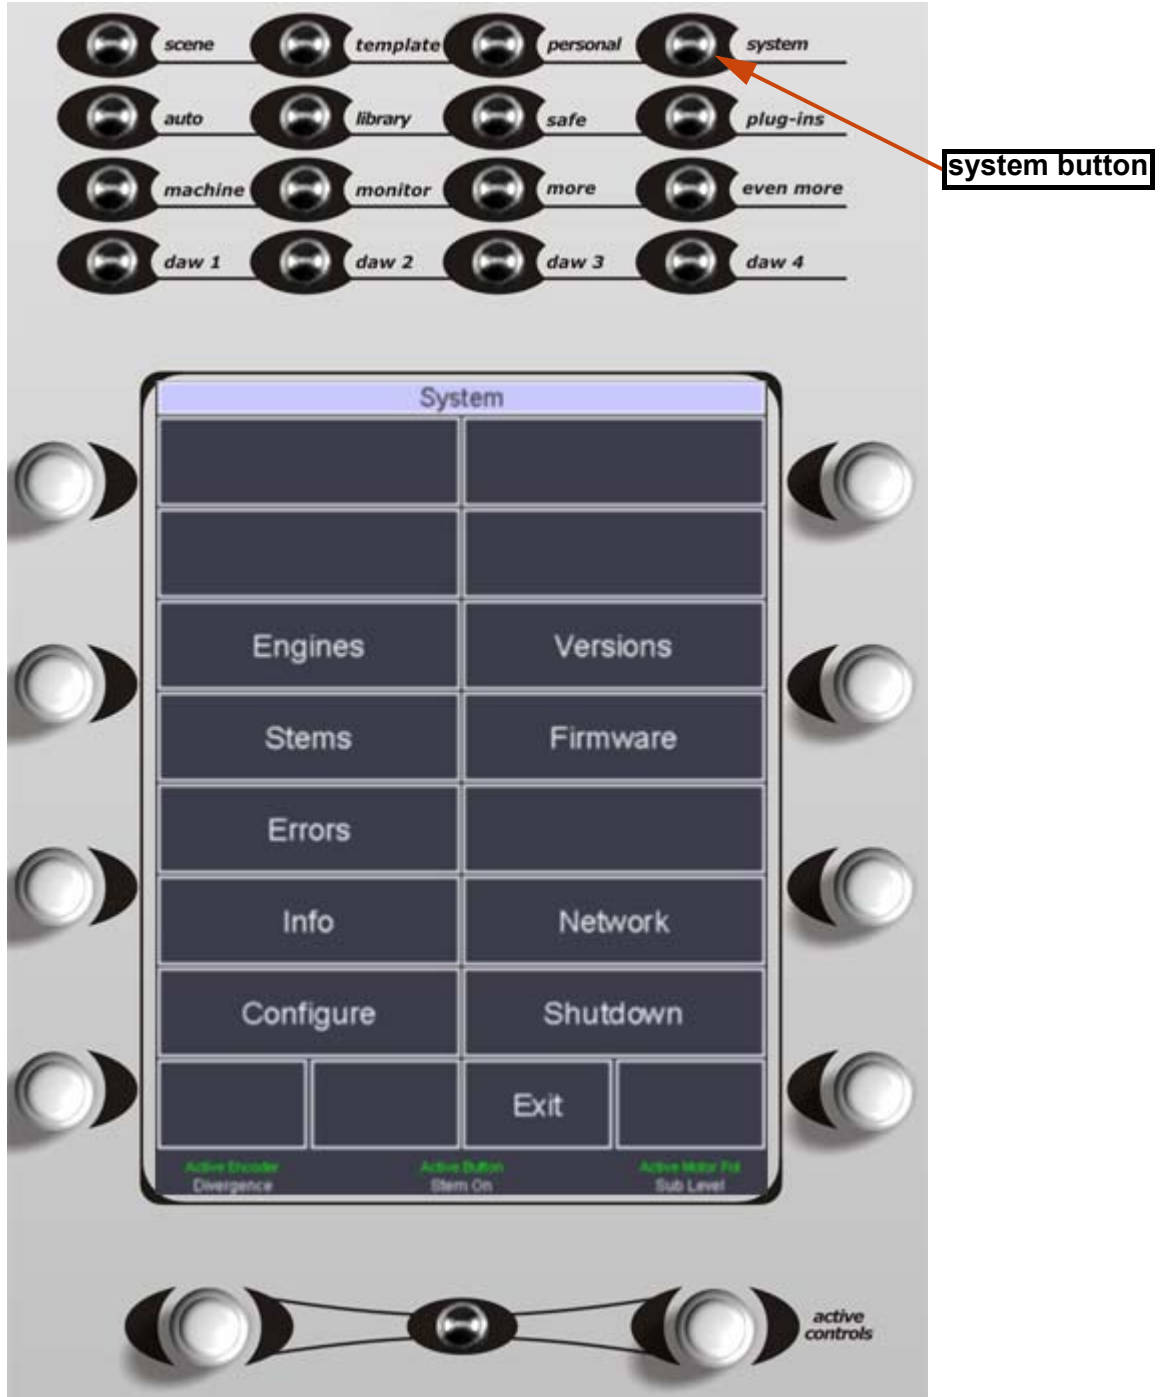 scene template personal system
auto library safe plug-ins
system button
machine monitor more even more
daw 1 daw 2 daw 3 daw 4
System
Engines Versions
Stems Firmware
Errors
Info Network
Configure Shutdown
Exit
Active Encoder Active Button Active Motor Pot
Divergence Stem On Sub Level
active
controls